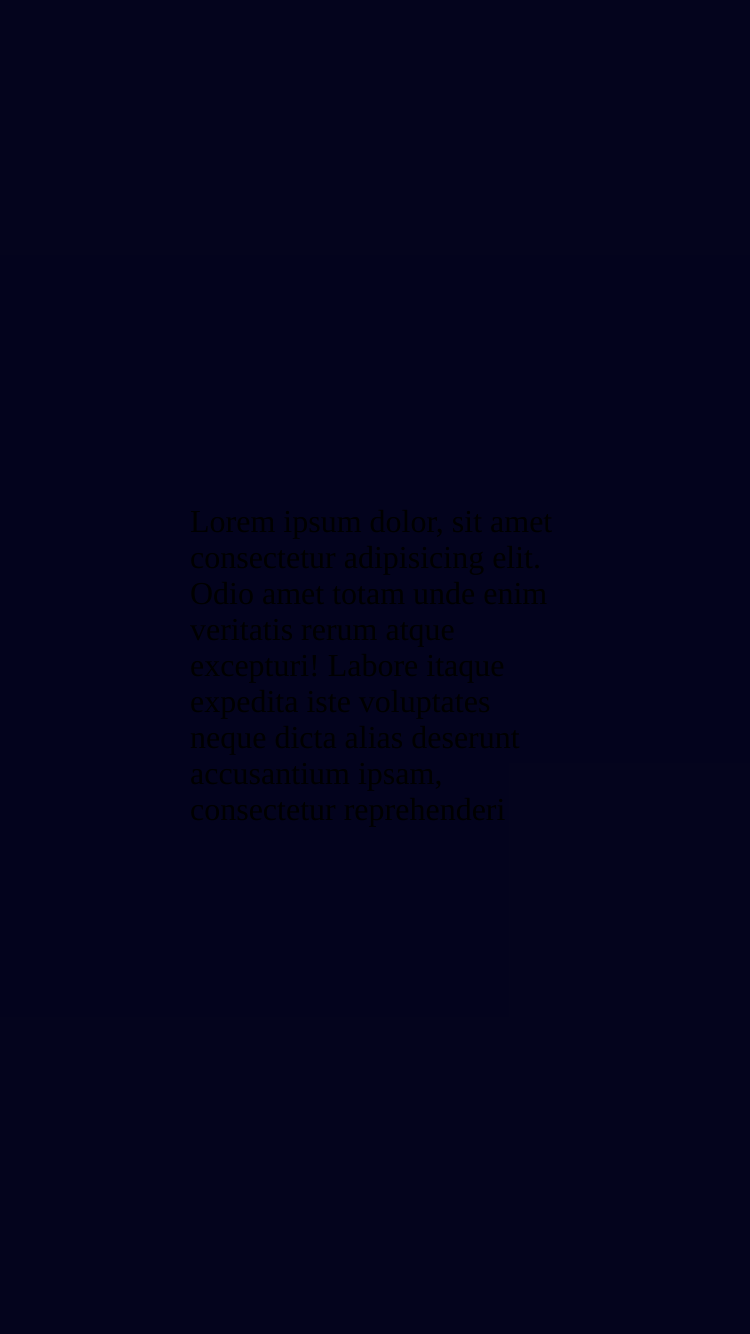 Lorem ipsum dolor, sit amet
consectetur adipisicing elit.
Odio amet totam unde enim
veritatis rerum atque
excepturi! Labore itaque
expedita iste voluptates
neque dicta alias deserunt
accusantium ipsam,
consectetur reprehenderi